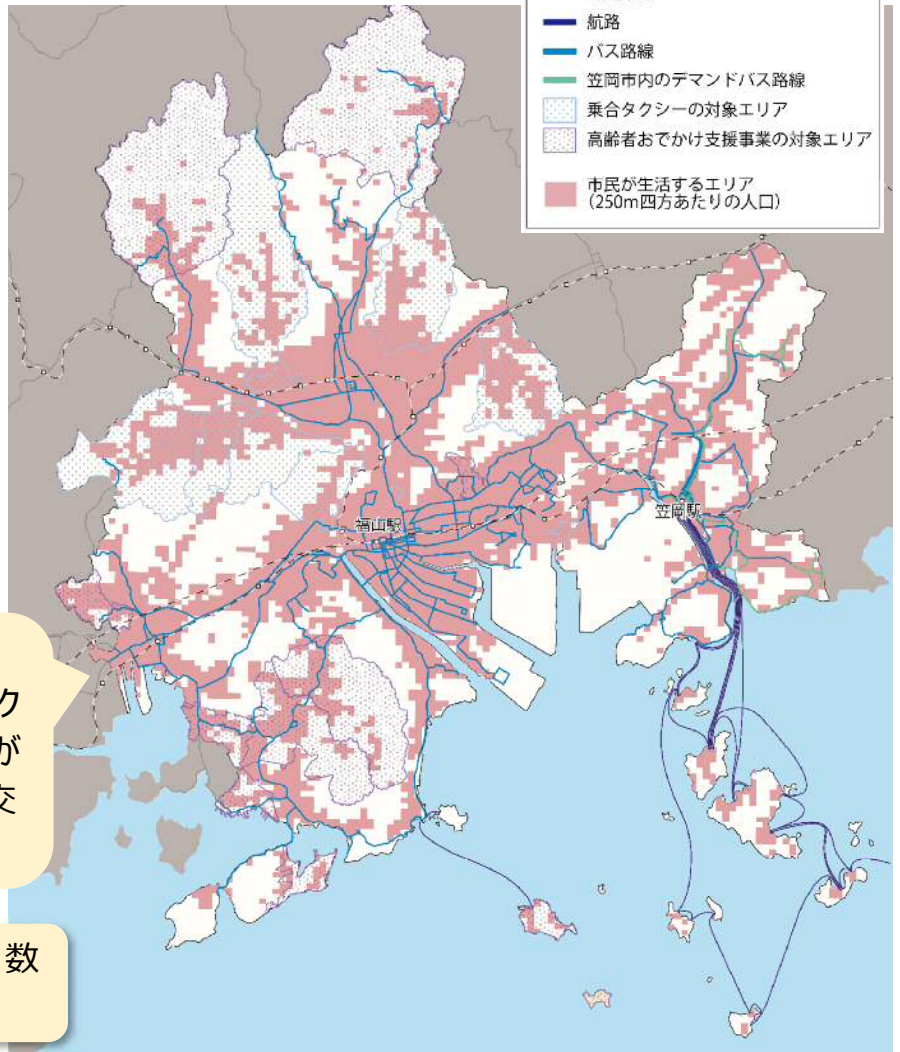 航路
バス路線
笠岡市内のデマンドバス路線
乗合タクシーの対象エリア
高齢者おでかけ支援事業の対象エリア
市民が生活するエリア
(250m四方あたりの人口)
福山駅
笠岡駅
ク
が
交
数